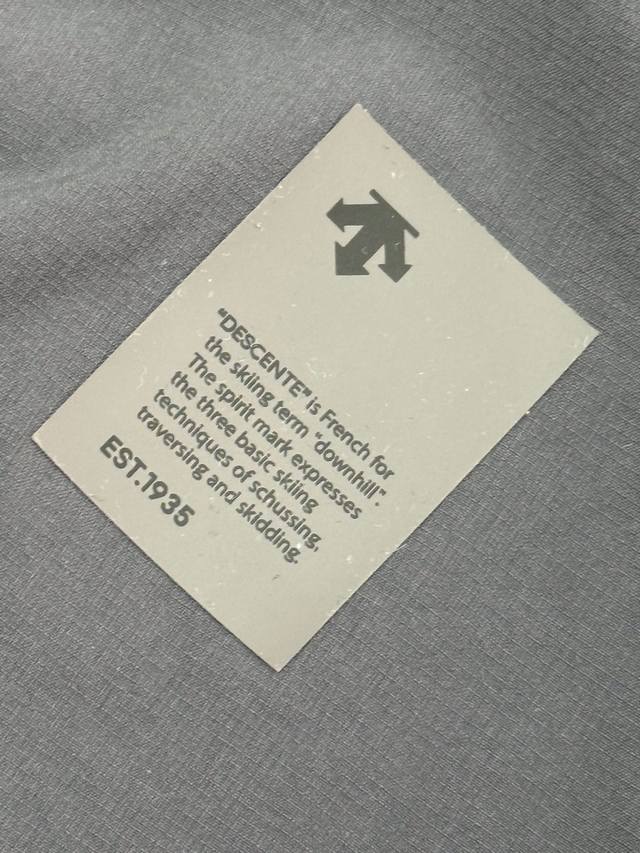 "DESCENTE" is French for
the skiing term "downhill".
The spirit mark expresses
the three basic skiing
techniques of schussing,
traversing and skidding.
EST.1935